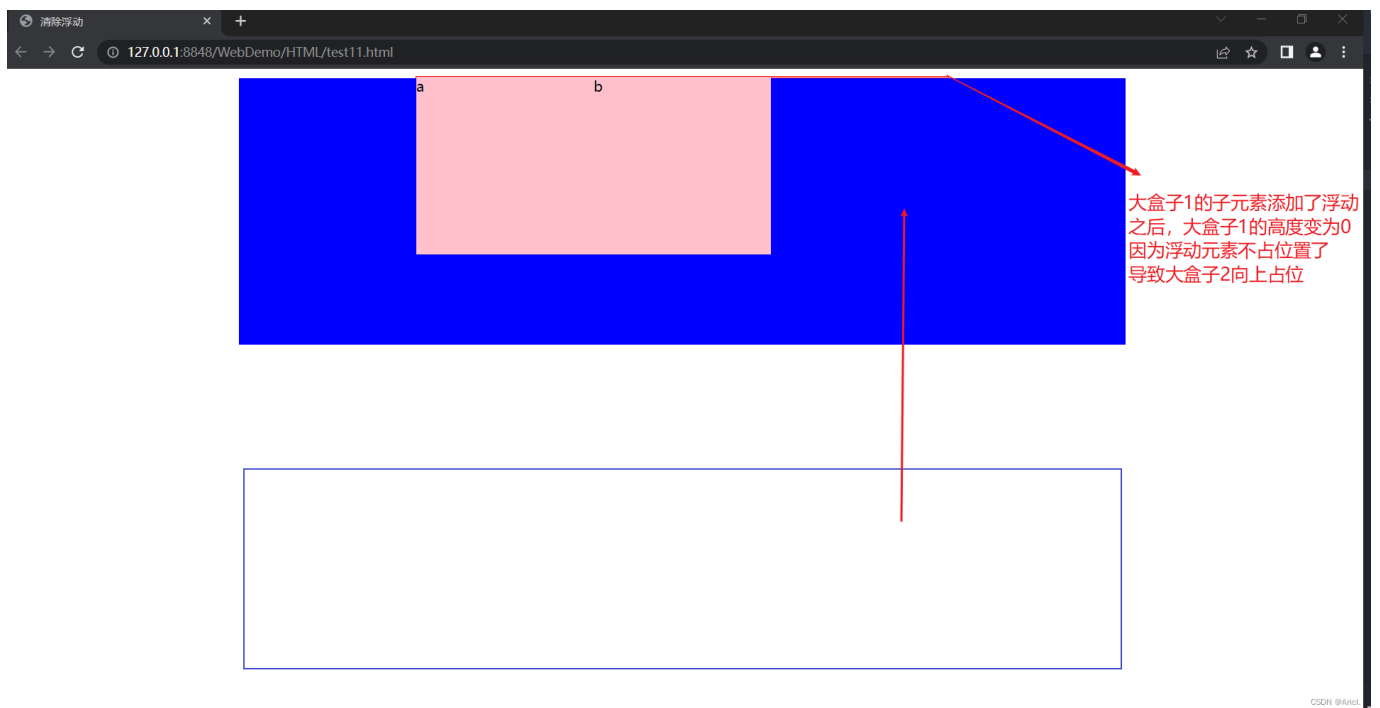 清除浮动
127.0.0.1:8848/WebDemo/HTML/test11.html
a b
大盒子1的子元素添加了浮动
之后，大盒子1的高度变为0
因为浮动元素不占位置了
导致大盒子2向上占位
CSDN @Aricl.